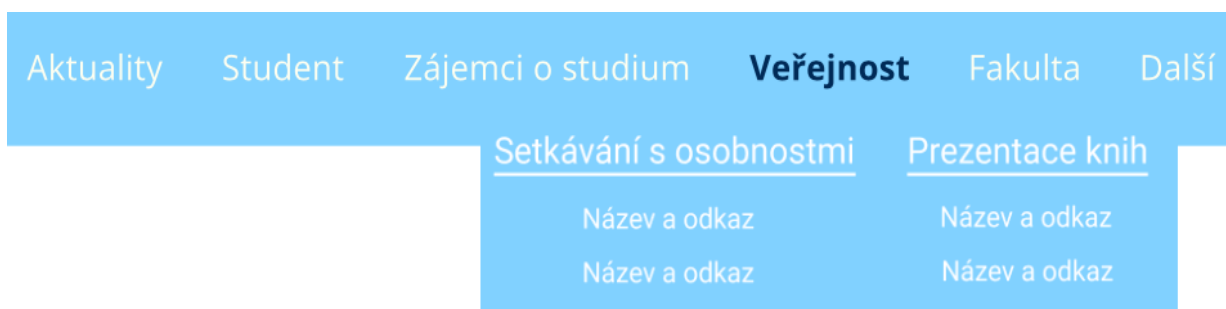 Aktuality Student Zájemci o studium Veřejnost Fakulta Další
Setkávání s osobnostmi Prezentace knih
Název a odkaz Název a odkaz
Název a odkaz Název a odkaz